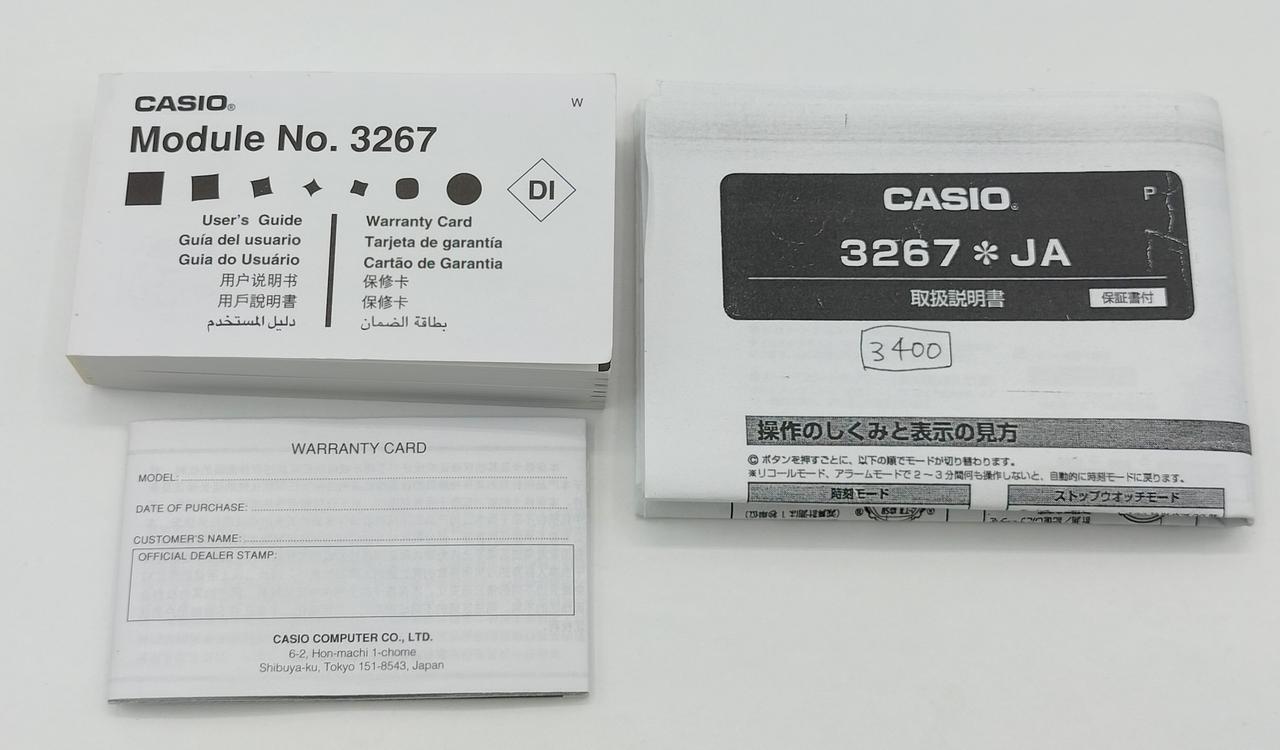 CASIO®
W
Module No. 3267
DI
User's Guide
Guía del usuario
Guia do Usuário
用户说明书
用戶說明書
دليل المستخدم
Warranty Card
Tarjeta de garantía
Cartão de Garantia
保修卡
保修卡
بطاقة الضمان
WARRANTY CARD
MODEL:
DATE OF PURCHASE:
CUSTOMER'S NAME:
OFFICIAL DEALER STAMP:
CASIO COMPUTER CO., LTD.
6-2, Hon-machi 1-chome
Shibuya-ku, Tokyo 151-8543, Japan
CASIO®
P
3267＊JA
取扱説明書
保証書付
3400
操作のしくみと表示の見方
Ⓒ ボタンを押すごとに、以下の順でモードが切り替わります。
※リコールモード、アラームモードで２～３分間何も操作しないと、自動的に時刻モードに戻ります。
時刻モード
ストップウオッチモード